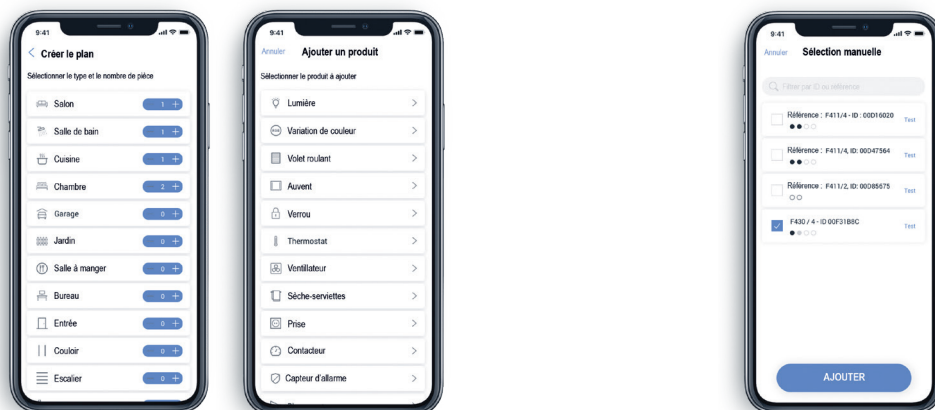 9:41
Créer le plan
Sélectionner le type et le nombre de pièce
Salon 1 +
Salle de bain 1 +
Cuisine 1 +
Chambre 2 +
Garage 0 +
Jardin 0 +
Salle à manger 0 +
Bureau 0 +
Entrée 0 +
Couloir 0 +
Escalier 0 +
9:41
Annuler Ajouter un produit
Sélectionner le produit à ajouter
Lumière
Variation de couleur
Volet roulant
Auvent
Verrou
Thermostat
Ventillateur
Sèche-serviettes
Prise
Contacteur
Capteur d'allarme
9:41
Annuler Sélection manuelle
Filtrer par ID ou référence
Référence : F411/4 - ID : 00D16020 Test
Référence : F411/4, ID: 00D47564 Test
Référence : F411/2, ID: 00D85675 Test
F430 / 4 - ID 00F31B8C Test
AJOUTER